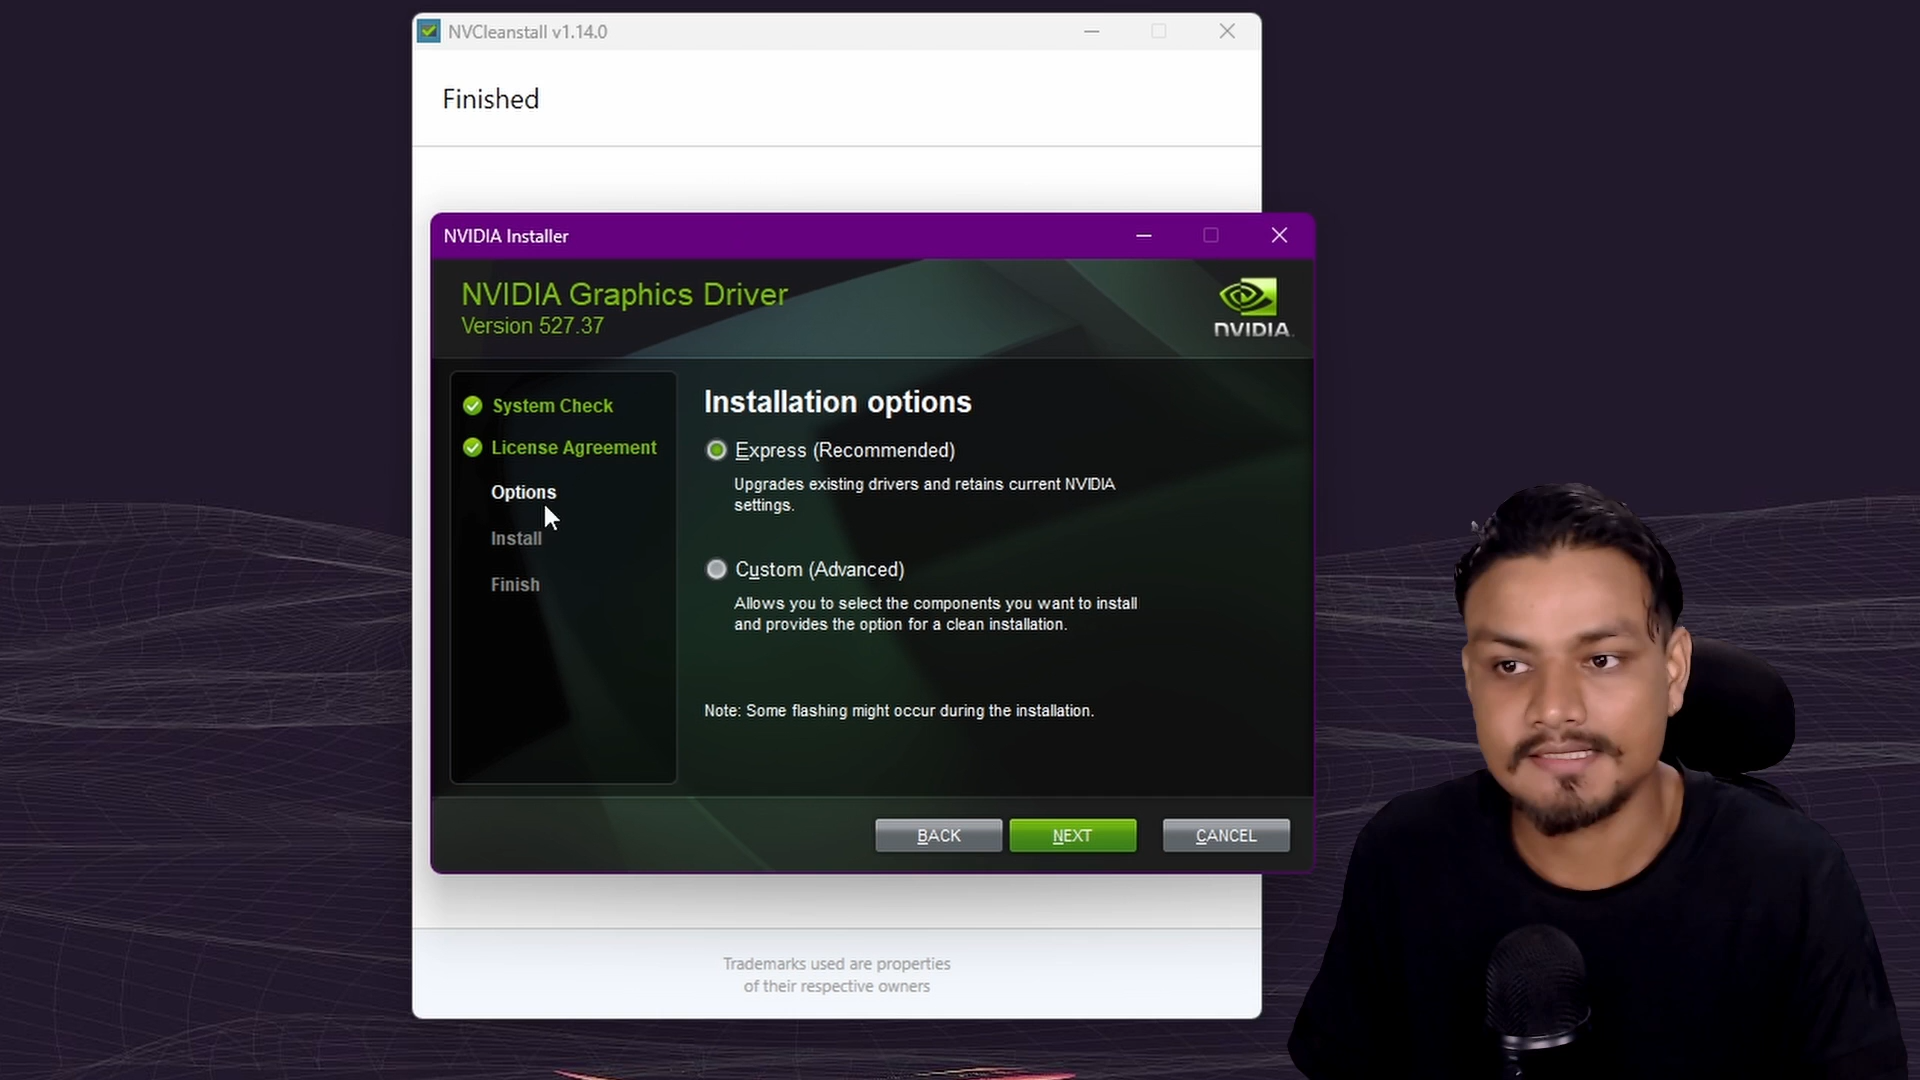 NVCleanstall v1.14.0
Finished
NVIDIA Installer
NVIDIA Graphics Driver
Version 527.37
NVIDIA.
System Check
License Agreement
Options
Install
Finish
Installation options
Express (Recommended)
Upgrades existing drivers and retains current NVIDIA
settings.
Custom (Advanced)
Allows you to select the components you want to install
and provides the option for a clean installation.
Note: Some flashing might occur during the installation.
BACK
NEXT
CANCEL
Trademarks used are properties
of their respective owners